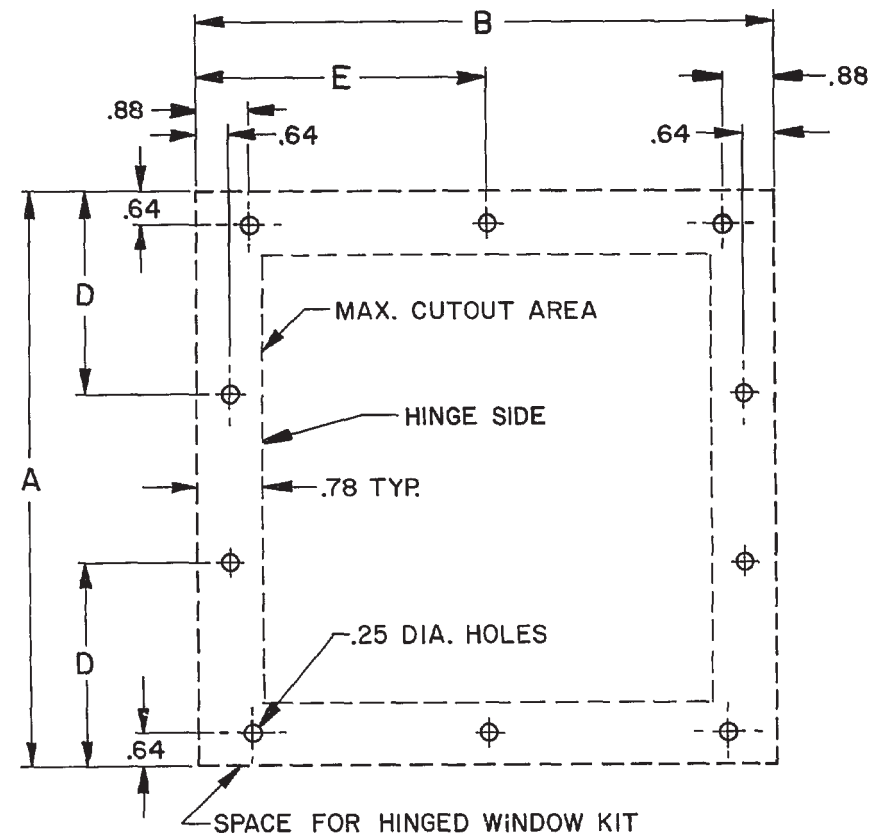 B
E
.88
.88
.64
.64
.64
D
MAX. CUTOUT AREA
HINGE SIDE
A
.78 TYP.
.25 DIA. HOLES
D
.64
SPACE FOR HINGED WINDOW KIT